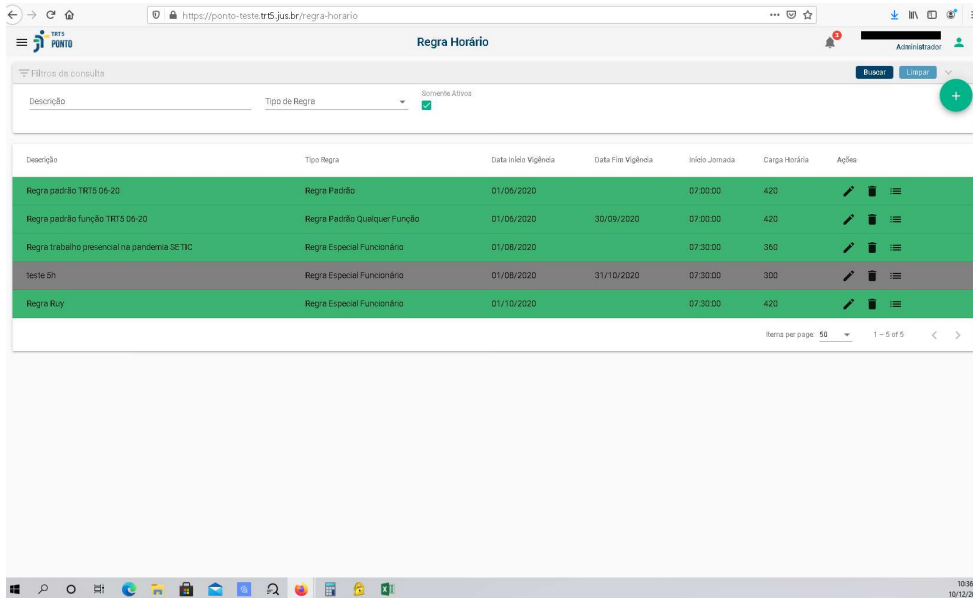 https://ponto-teste.trt5.jus.br/regra-horario
TRT5
PONTO
Regra Horário
3
Administrador
Filtros da consulta
Buscar
Limpar
Descrição
Tipo de Regra
Somente Ativos
Descrição Tipo Regra Data Início Vigência Data Fim Vigência Início Jornada Carga Horária Ações
Regra padrão TRT5 06-20 Regra Padrão 01/06/2020 07:00:00 420
Regra padrão função TRT5 06-20 Regra Padrão Qualquer Função 01/06/2020 30/09/2020 07:00:00 420
Regra trabalho presencial na pandemia SETIC Regra Especial Funcionário 01/08/2020 07:30:00 360
teste 5h Regra Especial Funcionário 01/08/2020 31/10/2020 07:30:00 300
Regra Ruy Regra Especial Funcionário 01/10/2020 07:30:00 420
Items per page: 50 1 – 5 of 5
10:36
10/12/20